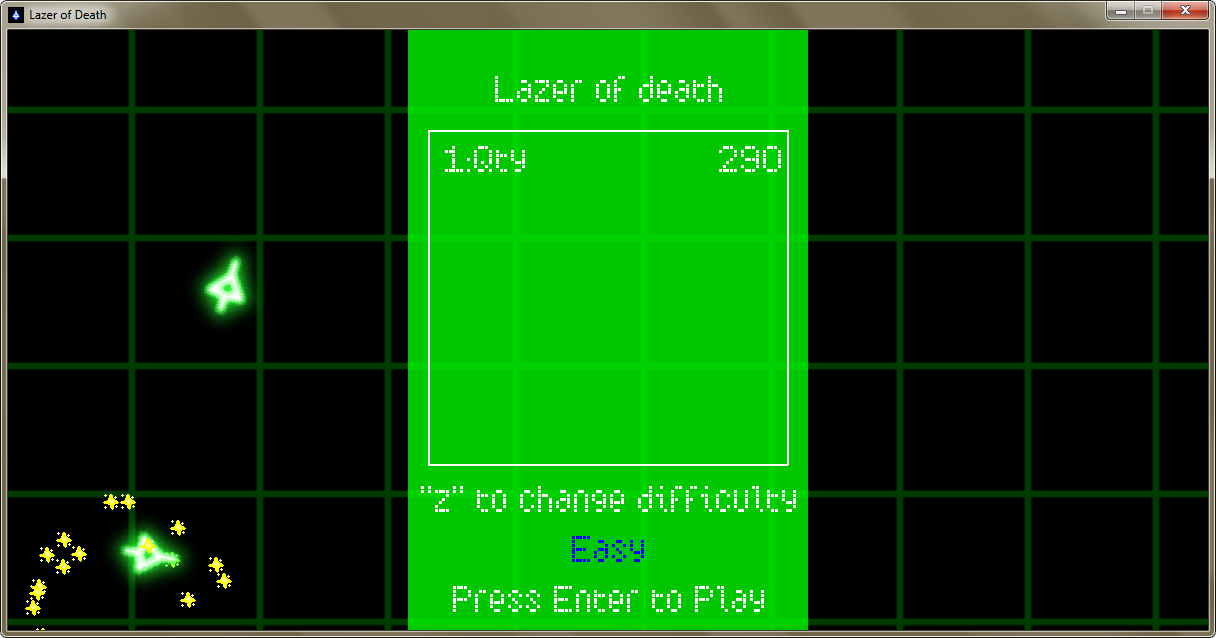 Lazer of Death
Lazer of death
1:Qty 290
"Z" to change difficulty
Easy
Press Enter to Play